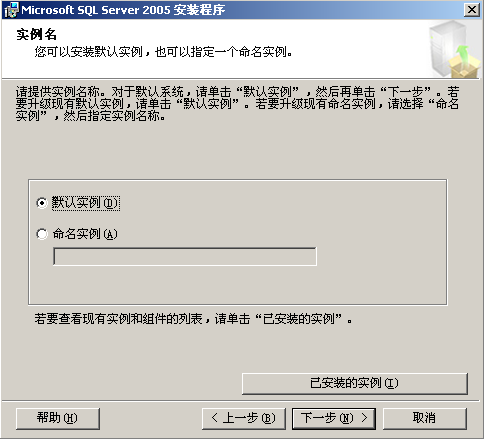 Microsoft SQL Server 2005 安装程序
实例名
您可以安装默认实例，也可以指定一个命名实例。
请提供实例名称。对于默认系统，请单击“默认实例”，然后再单击“下一步”。若
要升级现有默认实例，请单击“默认实例”。若要升级现有命名实例，请选择“命名
实例”，然后指定实例名称。
默认实例(D)
命名实例(A)
若要查看现有实例和组件的列表，请单击“已安装的实例”。
已安装的实例(I)
帮助(H)
< 上一步(B)
下一步(N) >
取消